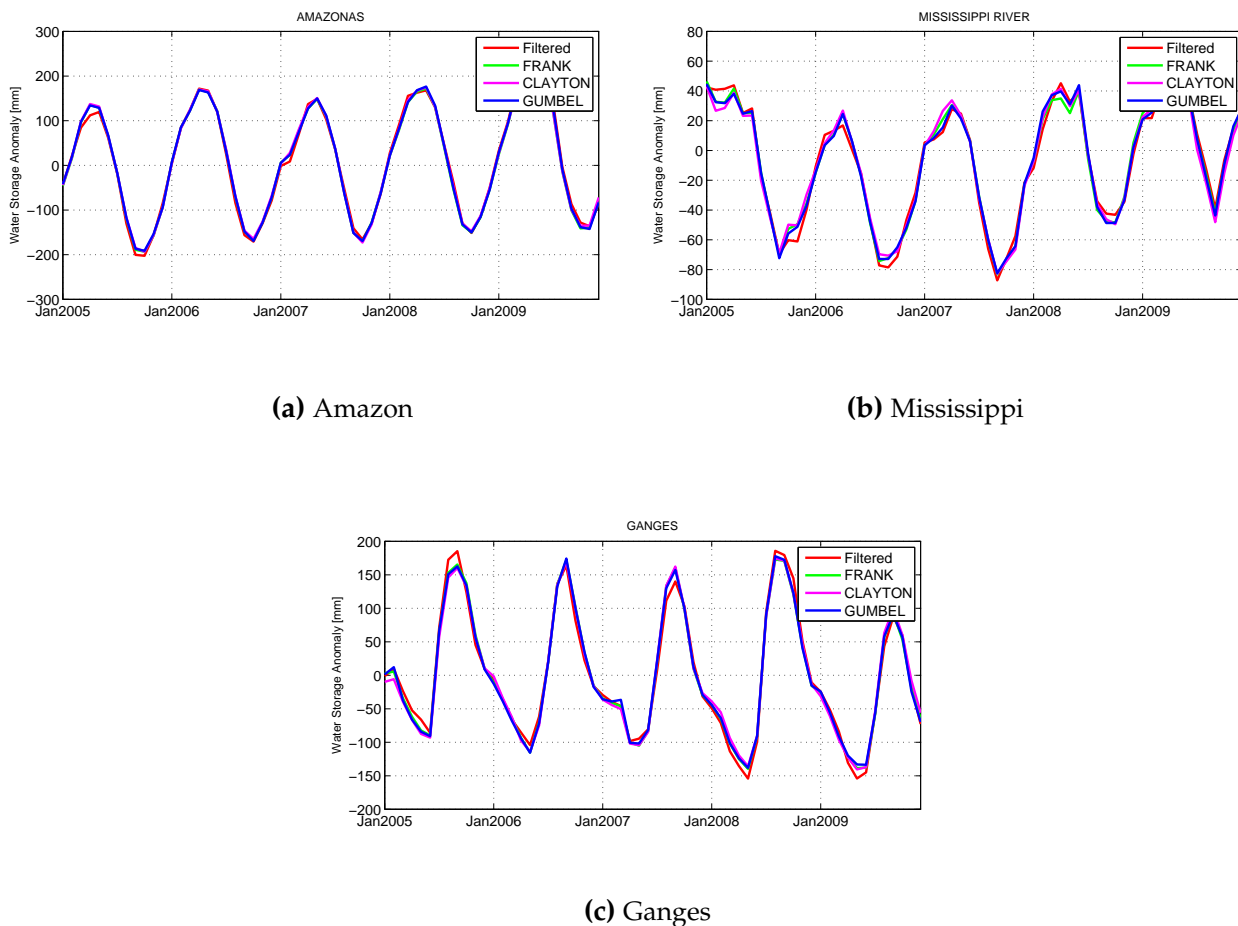 AMAZONAS
300
200
100
0
−100
−200
−300
Water Storage Anomaly [mm]
Jan2005 Jan2006 Jan2007 Jan2008 Jan2009
Filtered
FRANK
CLAYTON
GUMBEL
(a) Amazon
MISSISSIPPI RIVER
80
60
40
20
0
−20
−40
−60
−80
−100
Water Storage Anomaly [mm]
Jan2005 Jan2006 Jan2007 Jan2008 Jan2009
Filtered
FRANK
CLAYTON
GUMBEL
(b) Mississippi
GANGES
200
150
100
50
0
−50
−100
−150
−200
Water Storage Anomaly [mm]
Jan2005 Jan2006 Jan2007 Jan2008 Jan2009
Filtered
FRANK
CLAYTON
GUMBEL
(c) Ganges